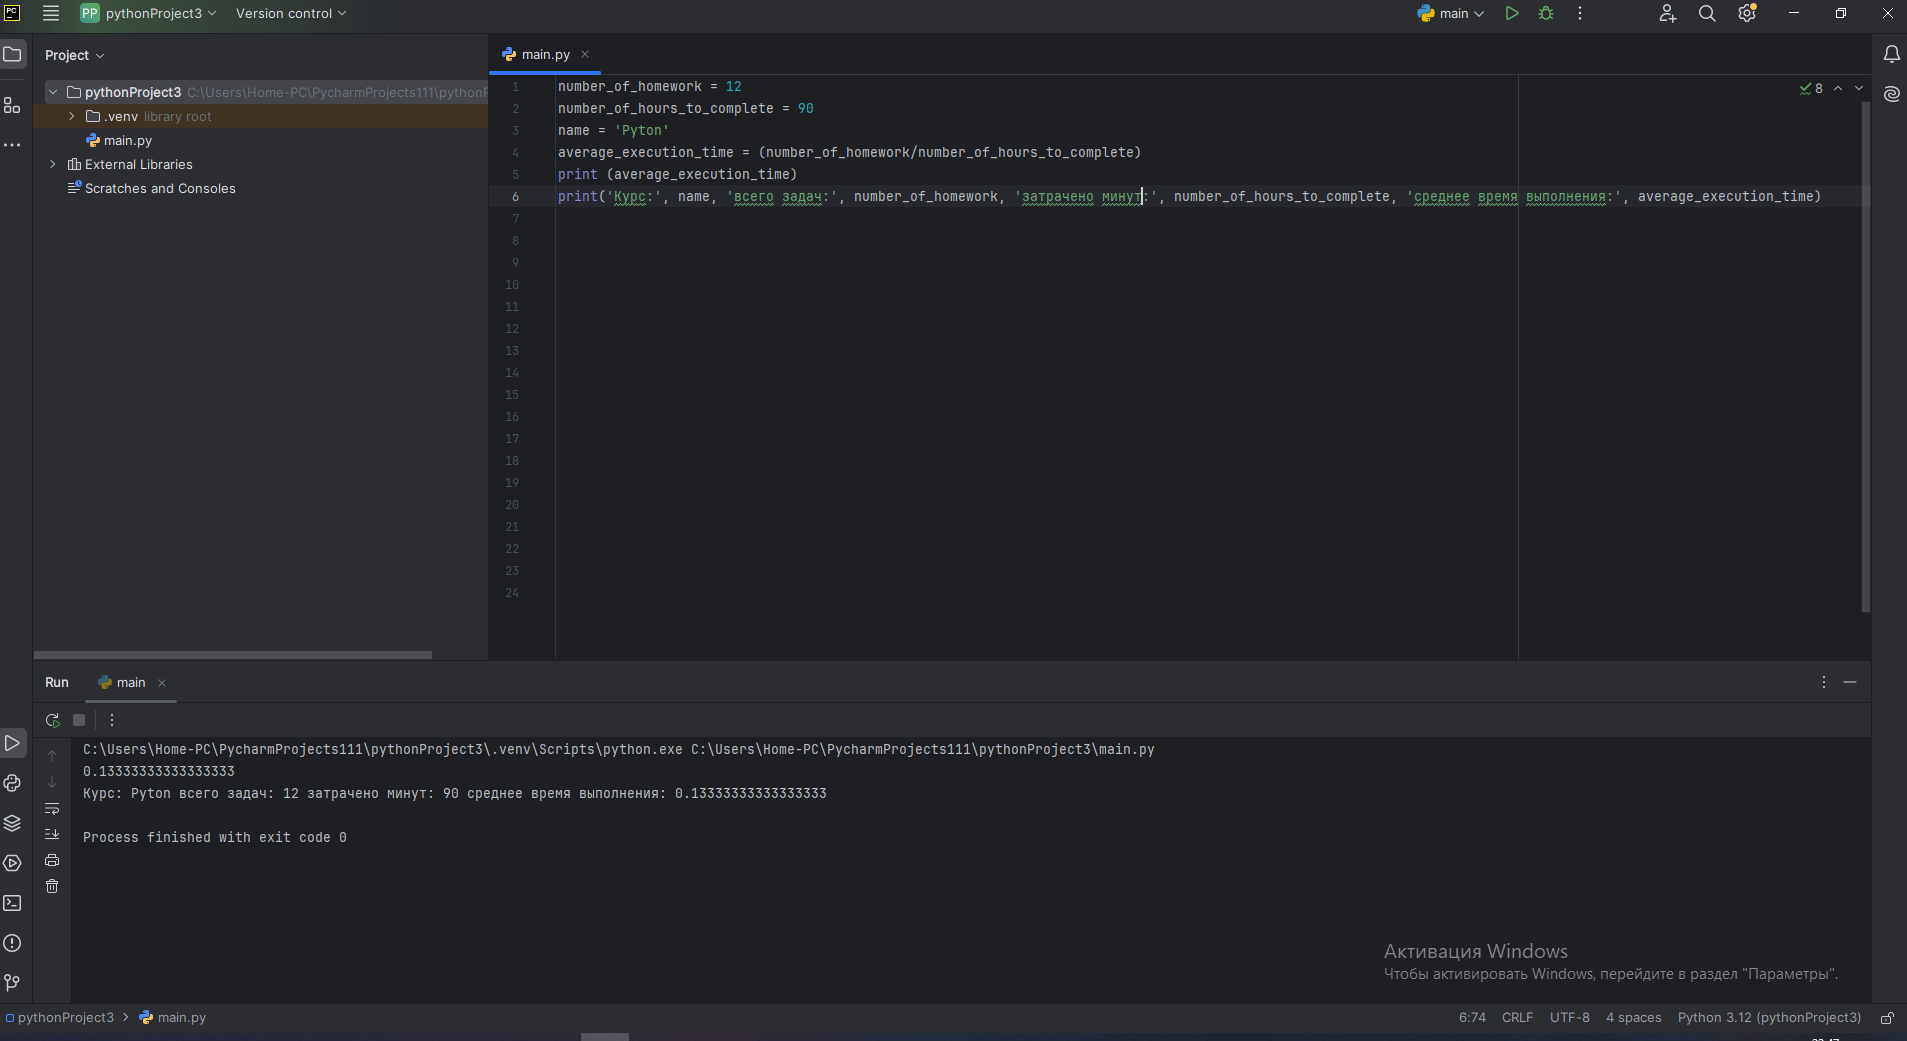 PC
PP pythonProject3 Version control main
Project
main.py
pythonProject3 C:\Users\Home-PC\PycharmProjects111\pythonP
.venv library root
main.py
External Libraries
Scratches and Consoles
8
1 number_of_homework = 12
2 number_of_hours_to_complete = 90
3 name = 'Pyton'
4 average_execution_time = (number_of_homework/number_of_hours_to_complete)
5 print (average_execution_time)
6 print('Курс:', name, 'всего задач:', number_of_homework, 'затрачено минут:', number_of_hours_to_complete, 'среднее время выполнения:', average_execution_time)
7
8
9
10
11
12
13
14
15
16
17
18
19
20
21
22
23
24
Run main
C:\Users\Home-PC\PycharmProjects111\pythonProject3\.venv\Scripts\python.exe C:\Users\Home-PC\PycharmProjects111\pythonProject3\main.py
0.13333333333333333
Курс: Pyton всего задач: 12 затрачено минут: 90 среднее время выполнения: 0.13333333333333333
Process finished with exit code 0
Активация Windows
Чтобы активировать Windows, перейдите в раздел "Параметры".
pythonProject3 main.py 6:74 CRLF UTF-8 4 spaces Python 3.12 (pythonProject3)